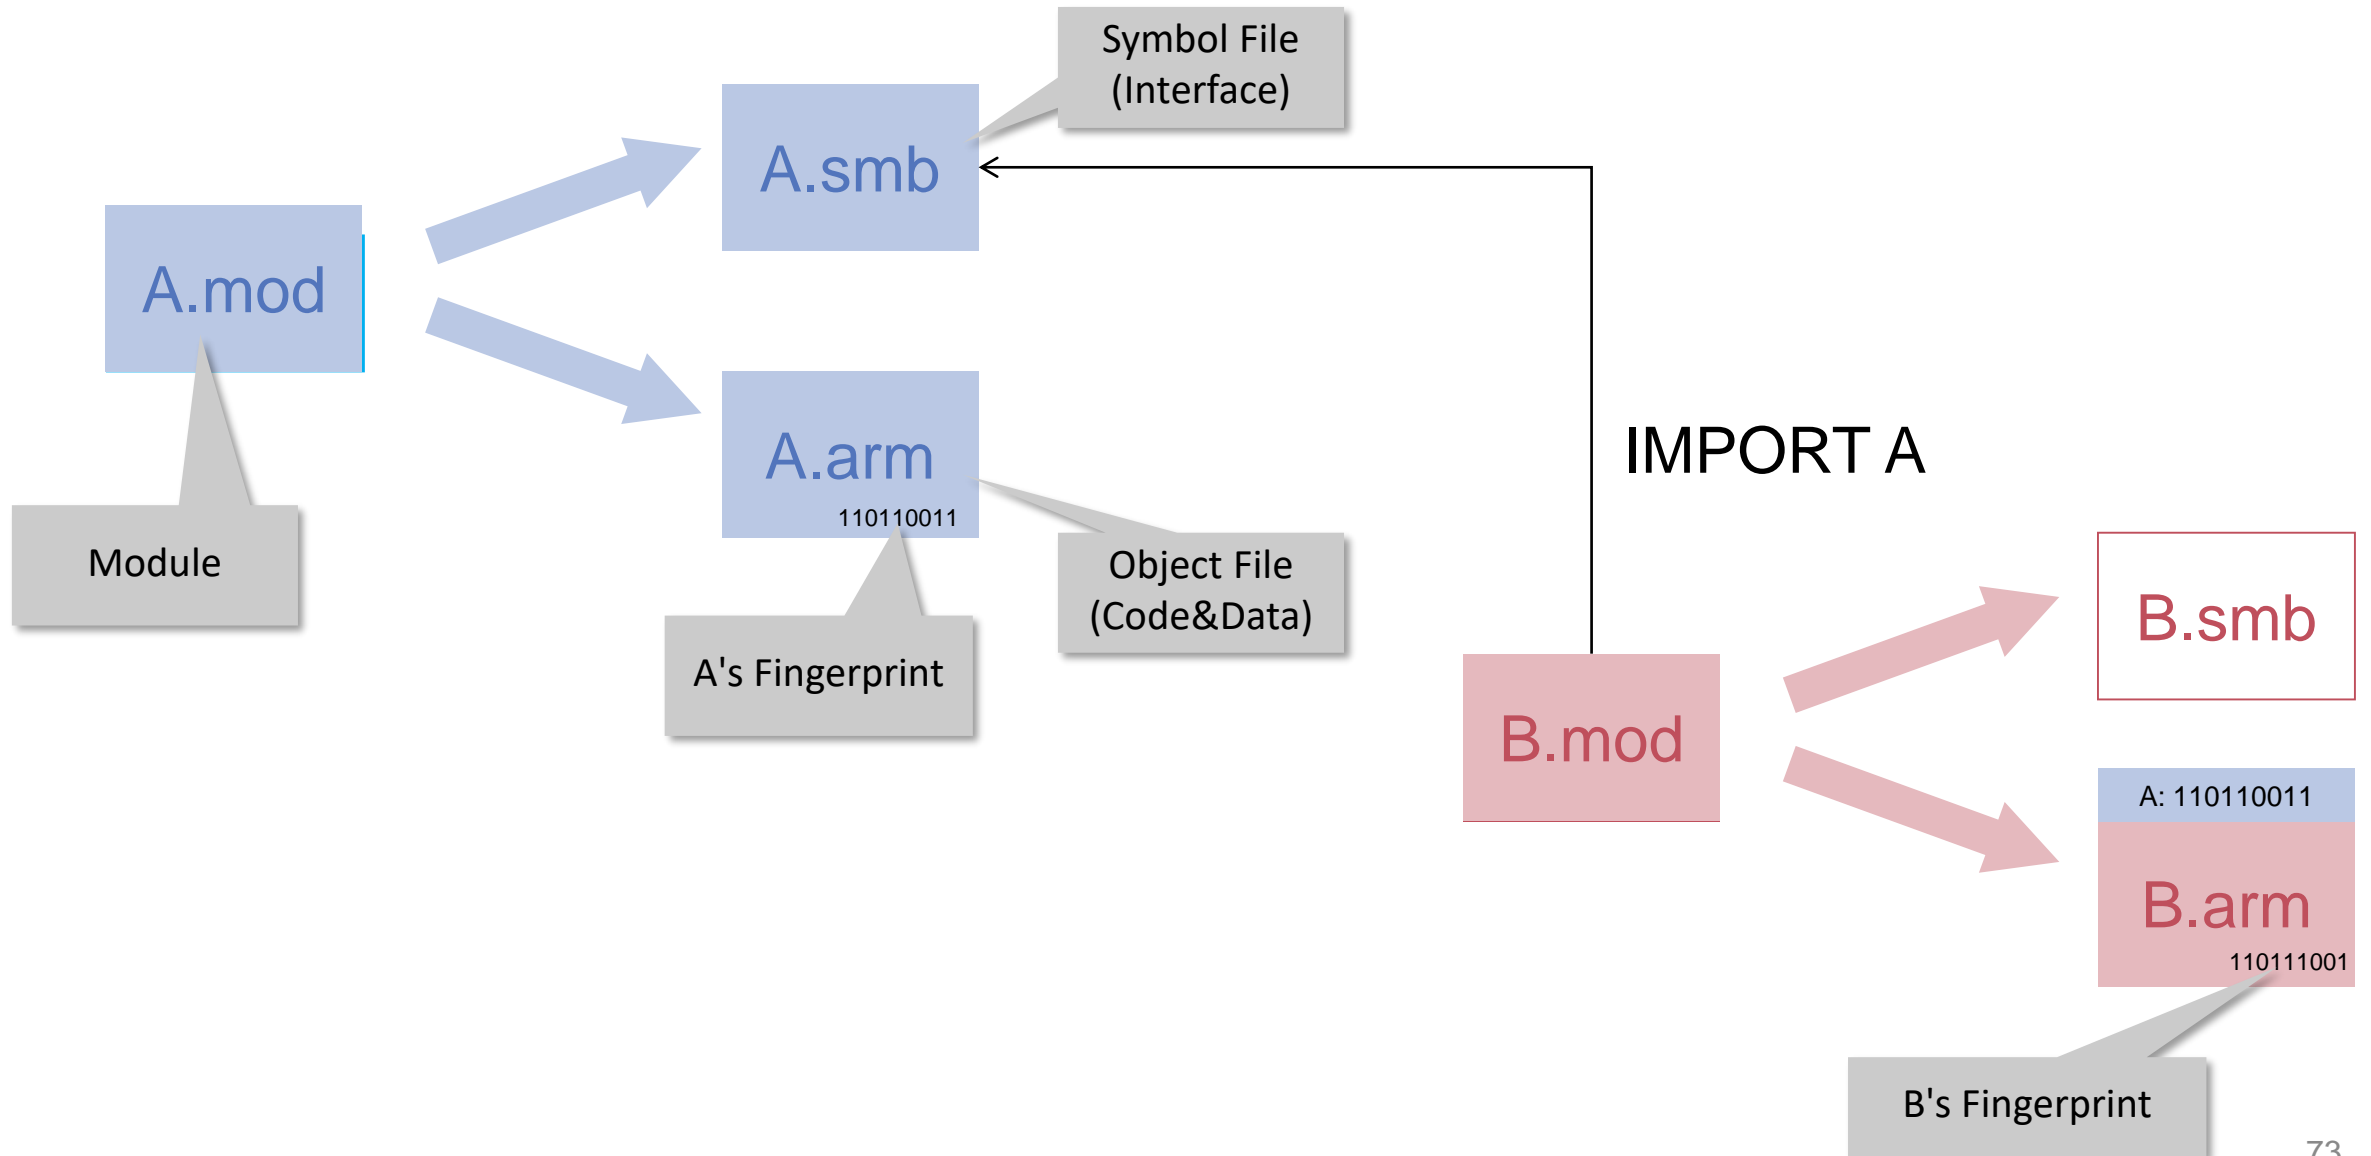 Symbol File
(Interface)
A.smb
A.mod
A.arm
110110011
IMPORT A
Module
Object File
(Code&Data)
A's Fingerprint
B.smb
B.mod
A: 110110011
B.arm
110111001
B's Fingerprint
73